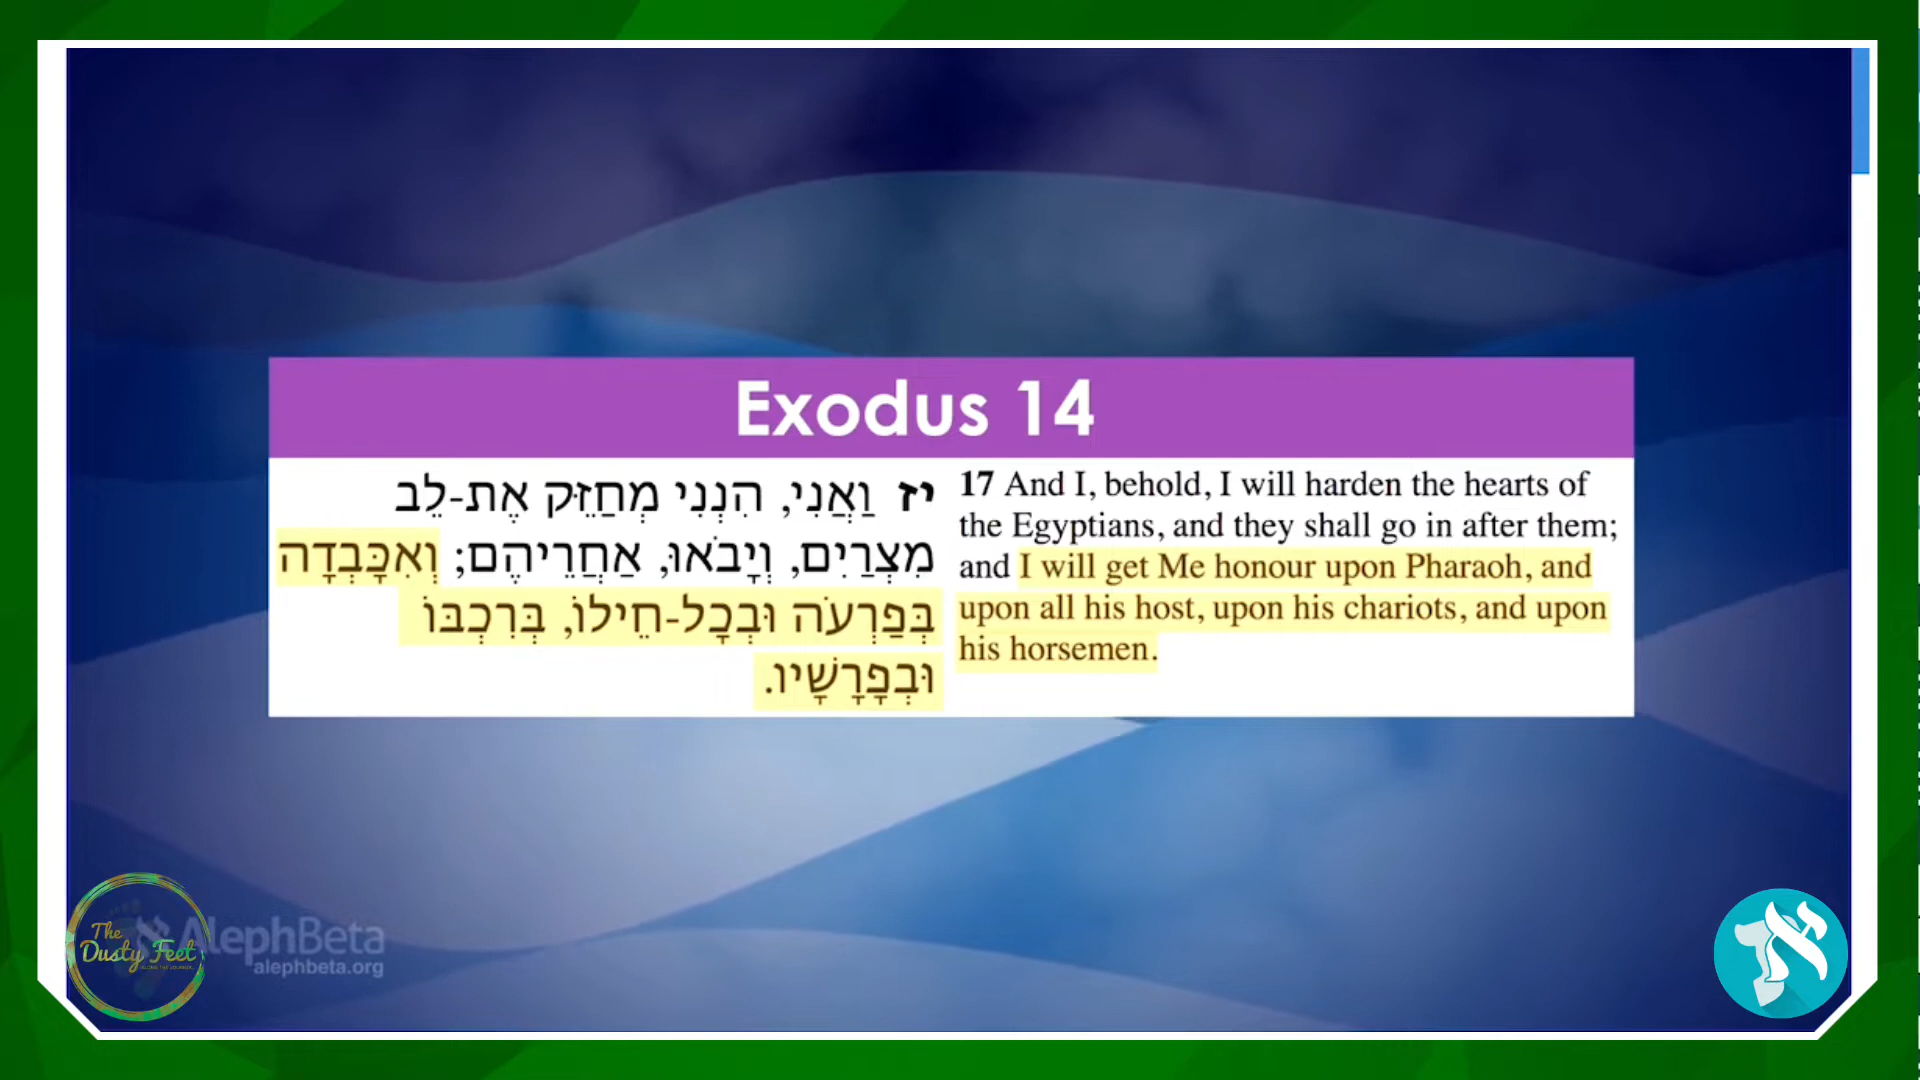 Exodus 14
יז וַאֲנִי, הִנְנִי מְחַזֵּק אֶת-לֵב
מִצְרַיִם, וְיָבֹאוּ, אַחֲרֵיהֶם; וְאִכָּבְדָה
בְּפַרְעֹה וּבְכָל-חֵילוֹ, בְּרִכְבּוֹ
וּבְפָרָשָׁיו.
17 And I, behold, I will harden the hearts of
the Egyptians, and they shall go in after them;
and I will get Me honour upon Pharaoh, and
upon all his host, upon his chariots, and upon
his horsemen.
The
Dusty Feet
AlephBeta
alephbeta.org
א